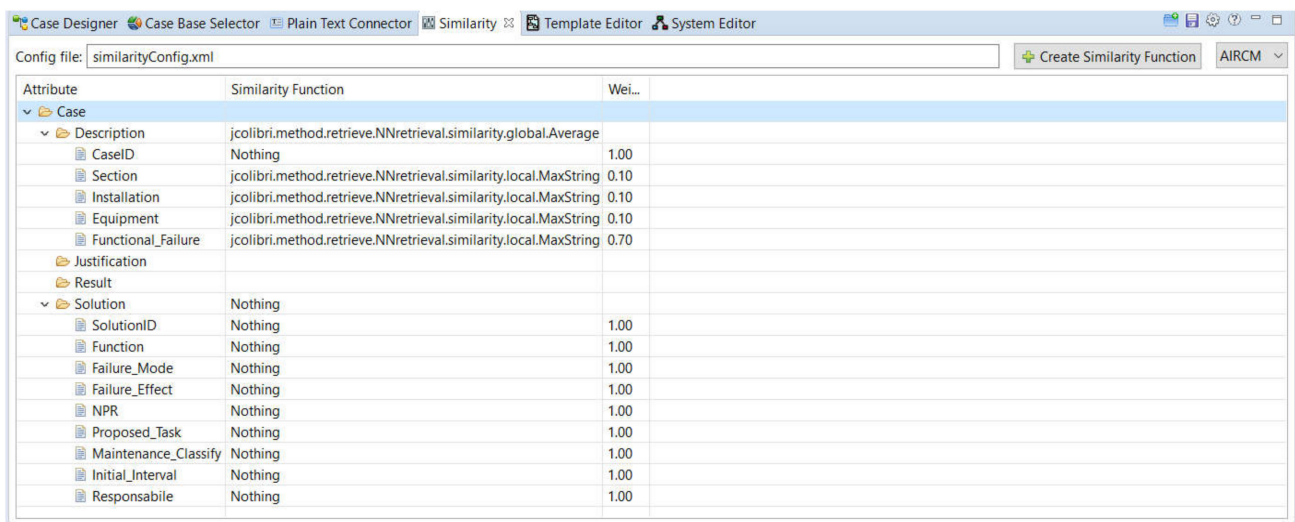 Case Designer Case Base Selector Plain Text Connector Similarity Template Editor System Editor
Config file: similarityConfig.xml Create Similarity Function AIRCM
Attribute Similarity Function Wei...
Case
Description jcolibri.method.retrieve.NNretrieval.similarity.global.Average
CaseID Nothing 1.00
Section jcolibri.method.retrieve.NNretrieval.similarity.local.MaxString 0.10
Installation jcolibri.method.retrieve.NNretrieval.similarity.local.MaxString 0.10
Equipment jcolibri.method.retrieve.NNretrieval.similarity.local.MaxString 0.10
Functional_Failure jcolibri.method.retrieve.NNretrieval.similarity.local.MaxString 0.70
Justification
Result
Solution Nothing
SolutionID Nothing 1.00
Function Nothing 1.00
Failure_Mode Nothing 1.00
Failure_Effect Nothing 1.00
NPR Nothing 1.00
Proposed_Task Nothing 1.00
Maintenance_Classify Nothing 1.00
Initial_Interval Nothing 1.00
Responsabile Nothing 1.00